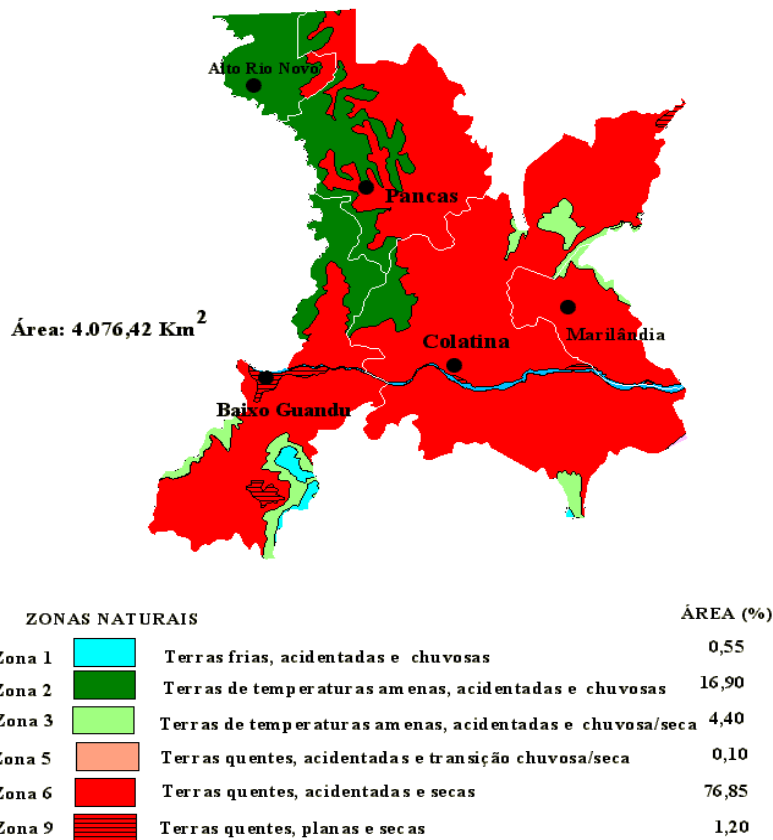 Alto Rio Novo
Pancas
Área: 4.076,42 Km²
Colatina
Marilândia
Baixo Guandu
ZONAS NATURAIS ÁREA (%)
Zona 1 Terras frias, acidentadas e chuvosas 0,55
Zona 2 Terras de temperaturas amenas, acidentadas e chuvosas 16,90
Zona 3 Terras de temperaturas amenas, acidentadas e chuvosa/seca 4,40
Zona 5 Terras quentes, acidentadas e transição chuvosa/seca 0,10
Zona 6 Terras quentes, acidentadas e secas 76,85
Zona 9 Terras quentes, planas e secas 1,20